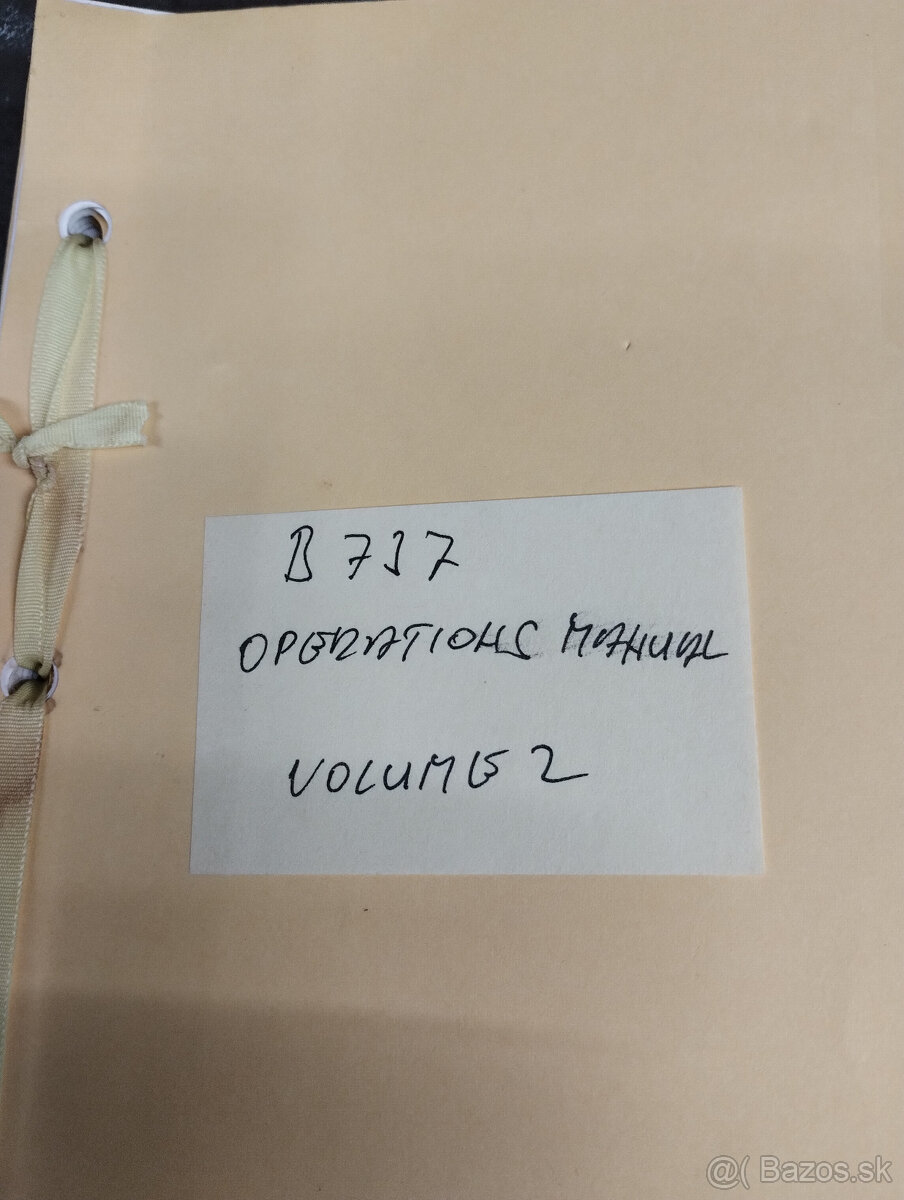 B 737
OPERATIONS MANUAL
VOLUME 2
@( Bazos.sk